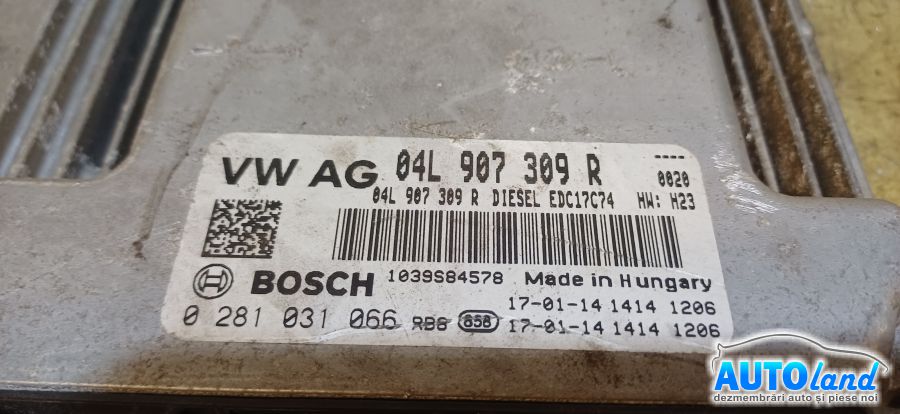 VW AG 04L 907 309 R ----
04L 907 309 R DIESEL EDC17C74 0020
HW: H23
BOSCH 1039S84578 Made in Hungary
17-01-14 1414 1206
0 281 031 066 RB8 658 17-01-14 1414 1206
AUTOland
dezmembrări auto și piese noi